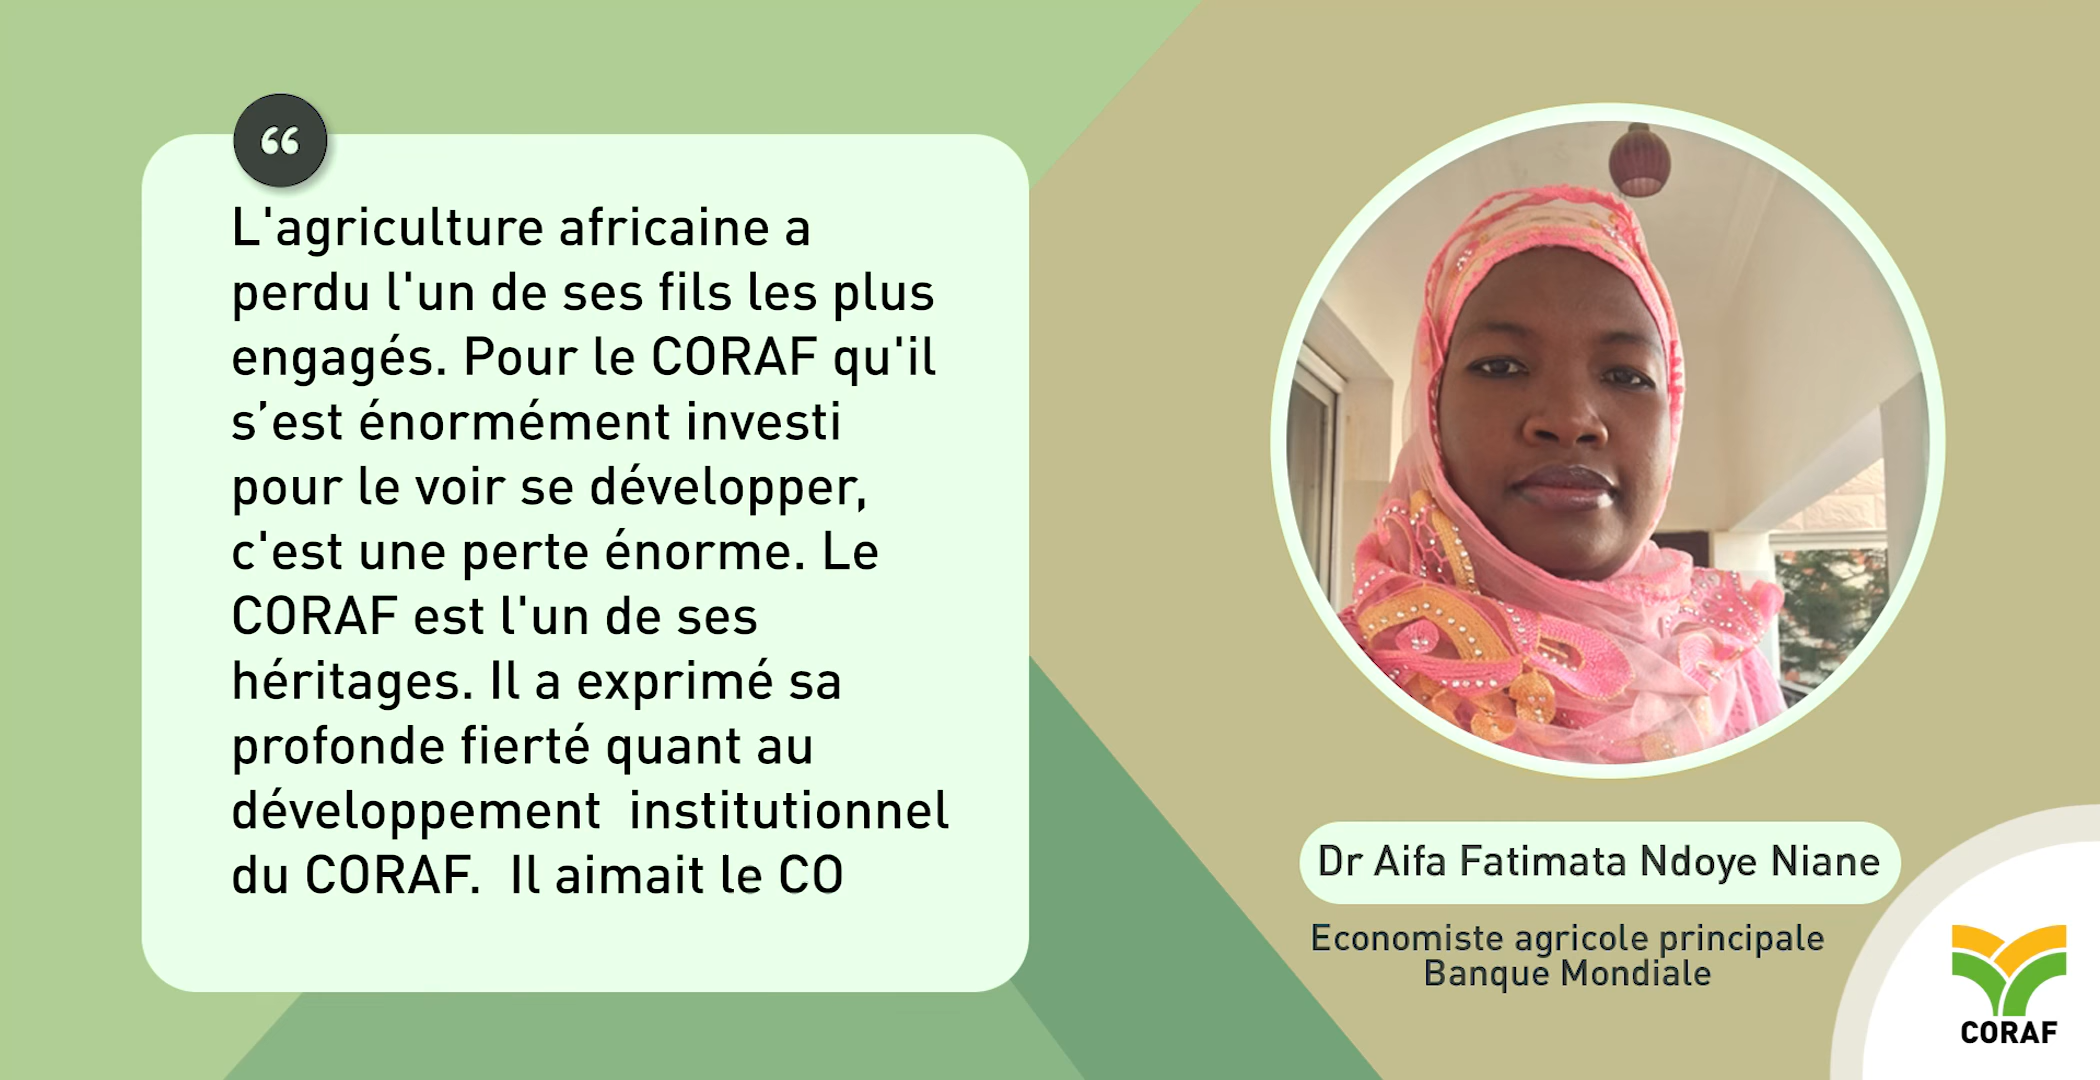 “
L'agriculture africaine a
perdu l'un de ses fils les plus
engagés. Pour le CORAF qu'il
s’est énormément investi
pour le voir se développer,
c'est une perte énorme. Le
CORAF est l'un de ses
héritages. Il a exprimé sa
profonde fierté quant au
développement  institutionnel
du CORAF.  Il aimait le CO
Dr Aifa Fatimata Ndoye Niane
Economiste agricole principale
Banque Mondiale
CORAF